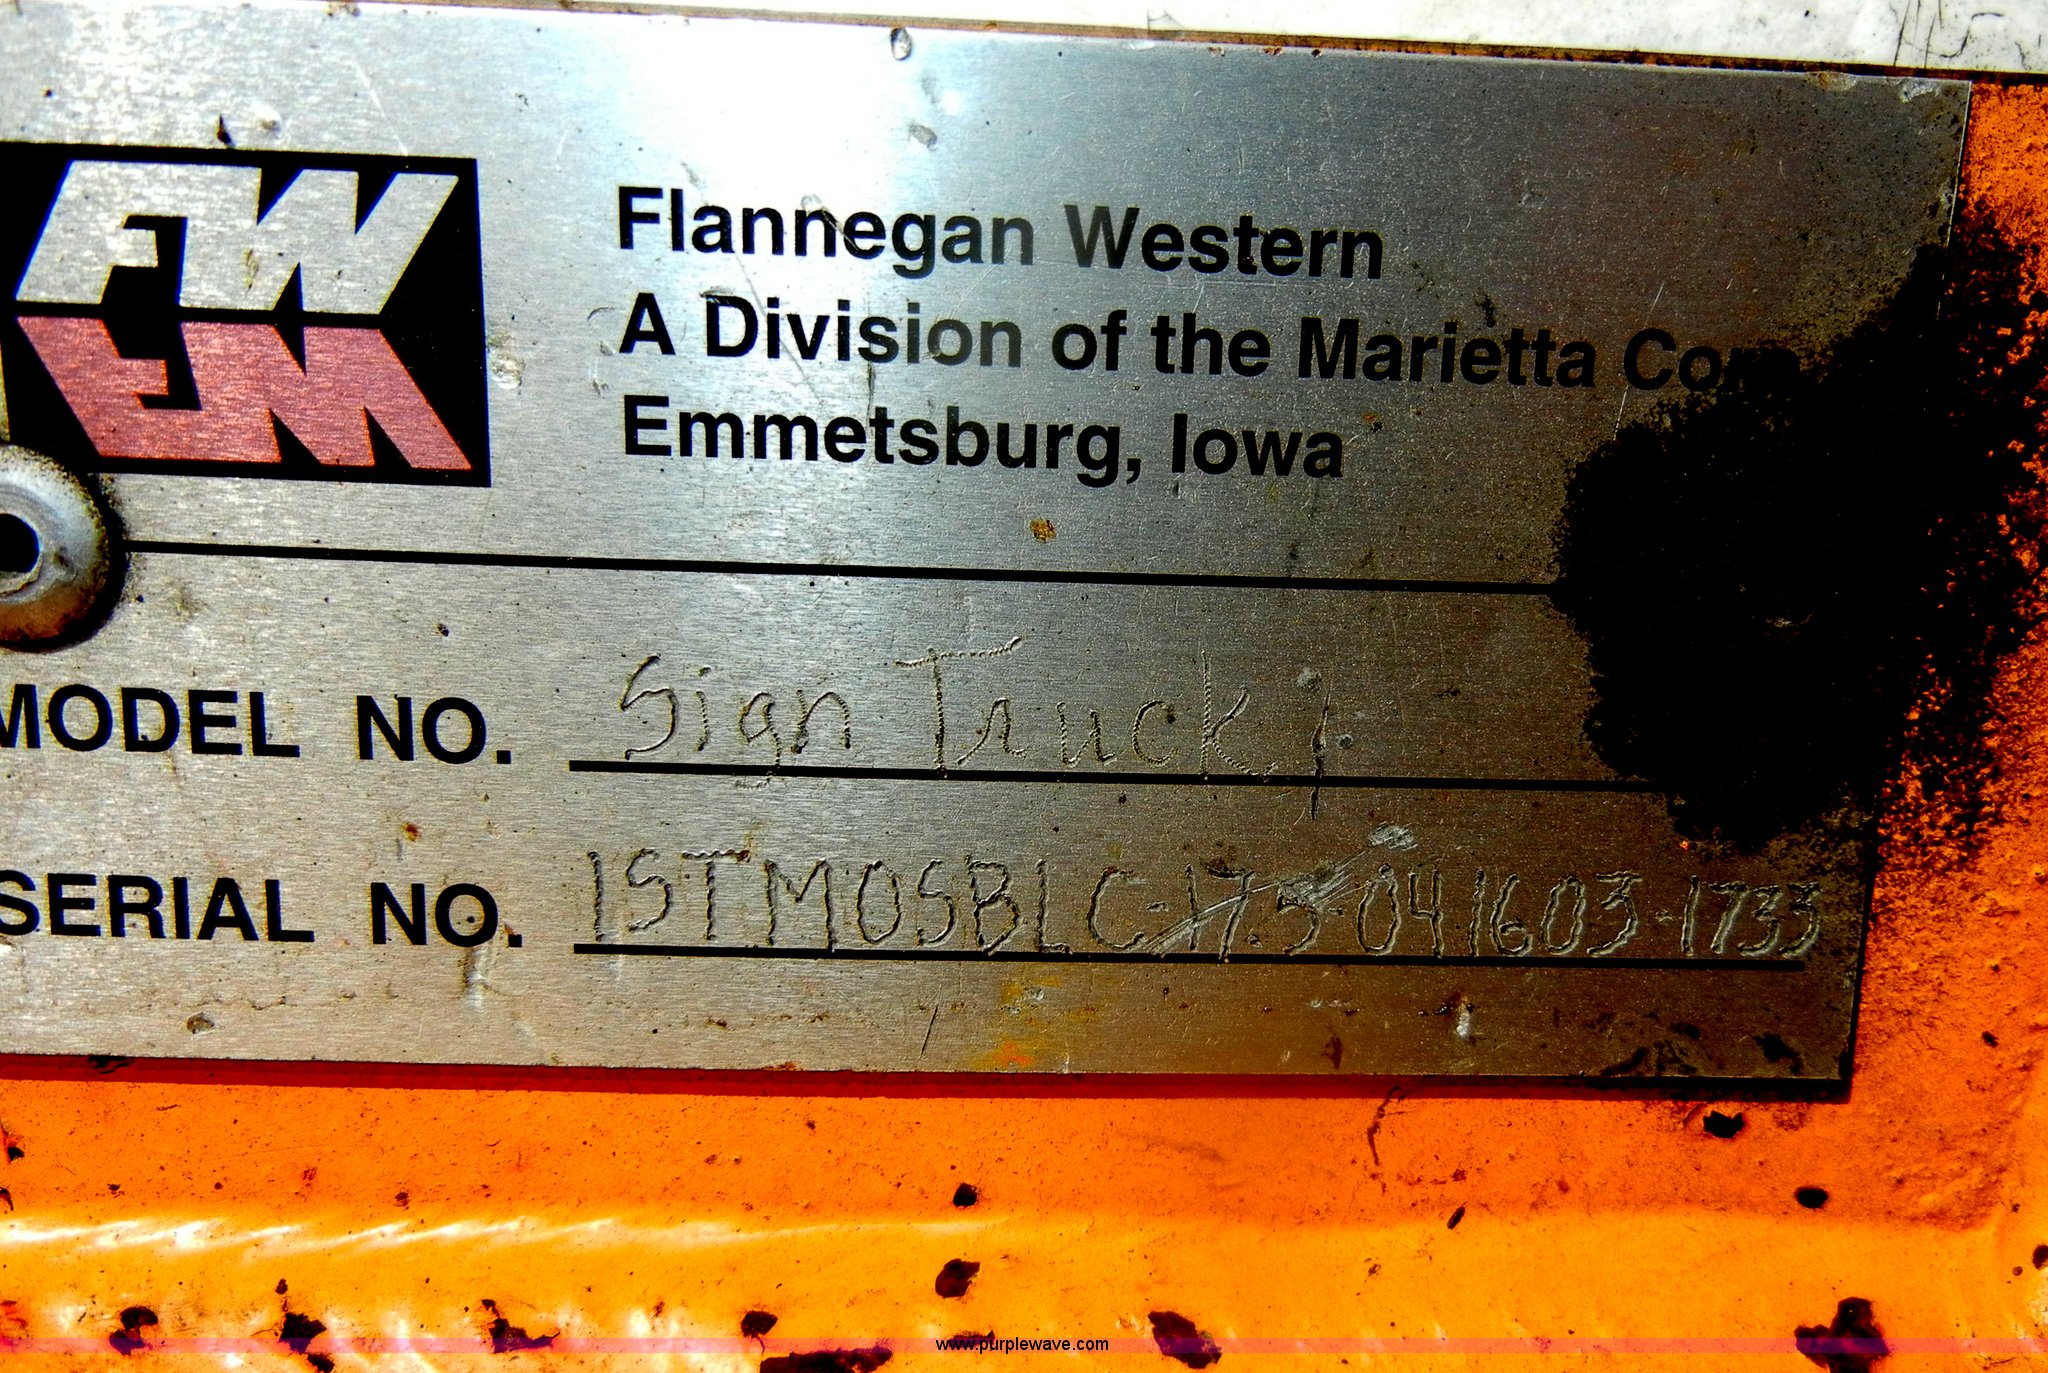 FW
Flannegan Western
A Division of the Marietta Corp.
Emmetsburg, Iowa
MODEL NO. Sign Truck
SERIAL NO. 1STMOSBLC-175-041603-1733
www.purplewave.com